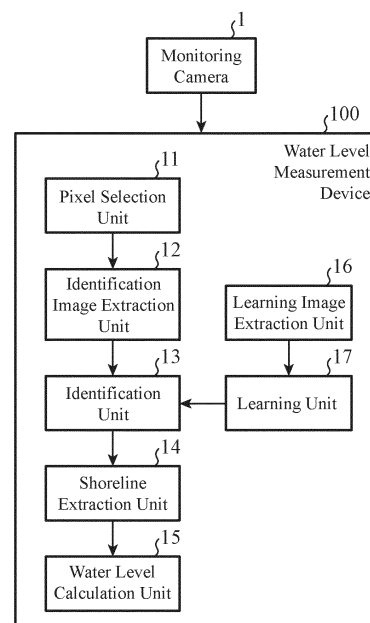 1
Monitoring
Camera
100
Water Level
Measurement
Device
11
Pixel Selection
Unit
12
Identification
Image Extraction
Unit
16
Learning Image
Extraction Unit
13
Identification
Unit
17
Learning Unit
14
Shoreline
Extraction Unit
15
Water Level
Calculation Unit